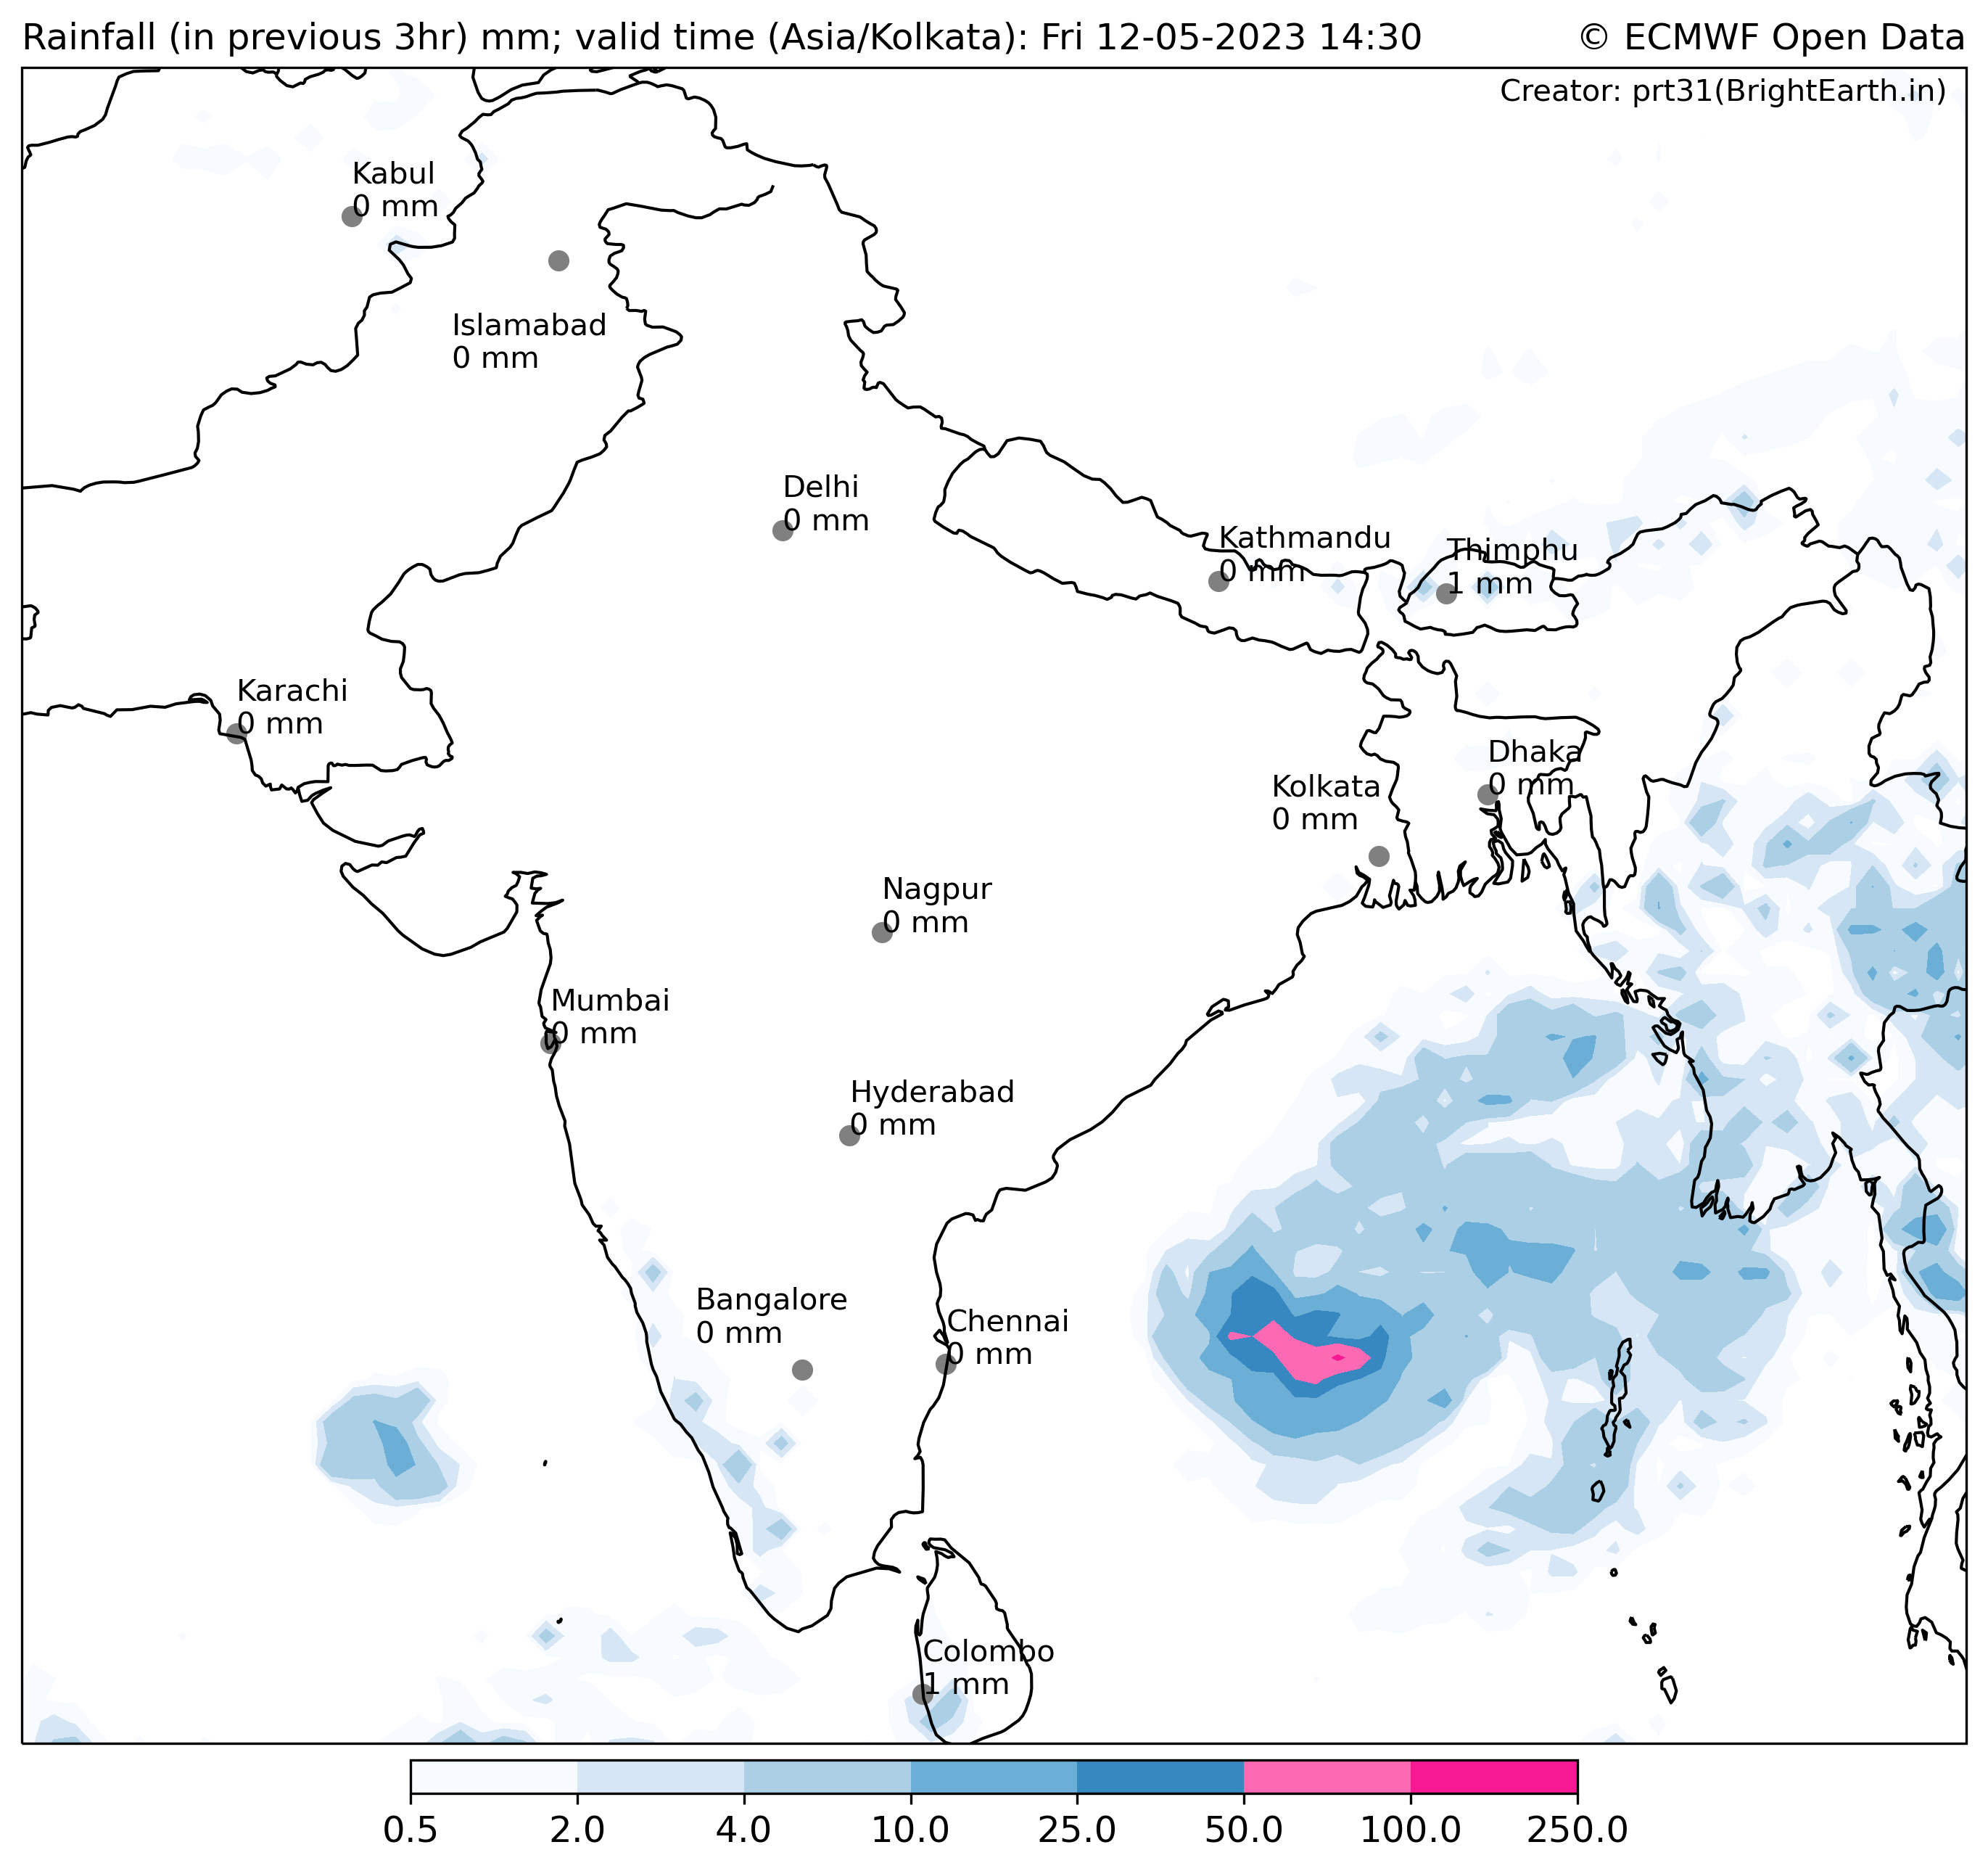 Rainfall (in previous 3hr) mm; valid time (Asia/Kolkata): Fri 12-05-2023 14:30
© ECMWF Open Data
Creator: prt31(BrightEarth.in)
Kabul
0 mm
Islamabad
0 mm
Delhi
0 mm
Kathmandu
0 mm
Thimphu
1 mm
Karachi
0 mm
Dhaka
0 mm
Kolkata
0 mm
Nagpur
0 mm
Mumbai
0 mm
Hyderabad
0 mm
Bangalore
0 mm
Chennai
0 mm
Colombo
1 mm
0.5 2.0 4.0 10.0 25.0 50.0 100.0 250.0